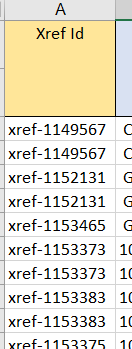 A
Xref Id
xref-1149567 C
xref-1149567 C
xref-1152131 G
xref-1152131 G
xref-1153465 G
xref-1153373 10
xref-1153373 10
xref-1153383 10
xref-1153383 10
xref-1153375 10